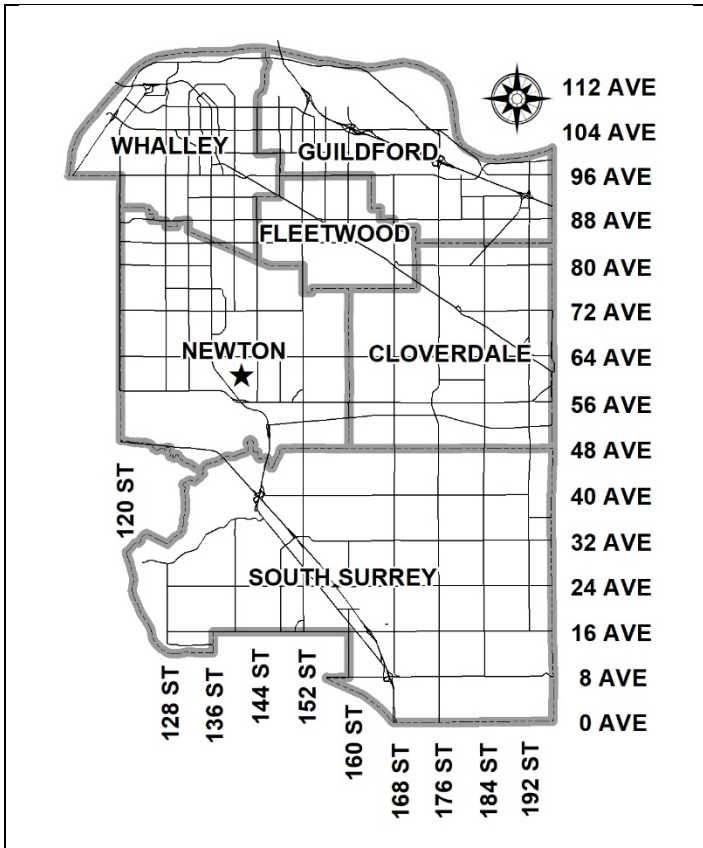 112 AVE
104 AVE
WHALLEY
GUILDFORD
96 AVE
88 AVE
FLEETWOOD
80 AVE
72 AVE
NEWTON
CLOVERDALE
64 AVE
56 AVE
48 AVE
120 ST
40 AVE
32 AVE
SOUTH SURREY
24 AVE
16 AVE
8 AVE
0 AVE
128 ST
136 ST
144 ST
152 ST
160 ST
168 ST
176 ST
184 ST
192 ST